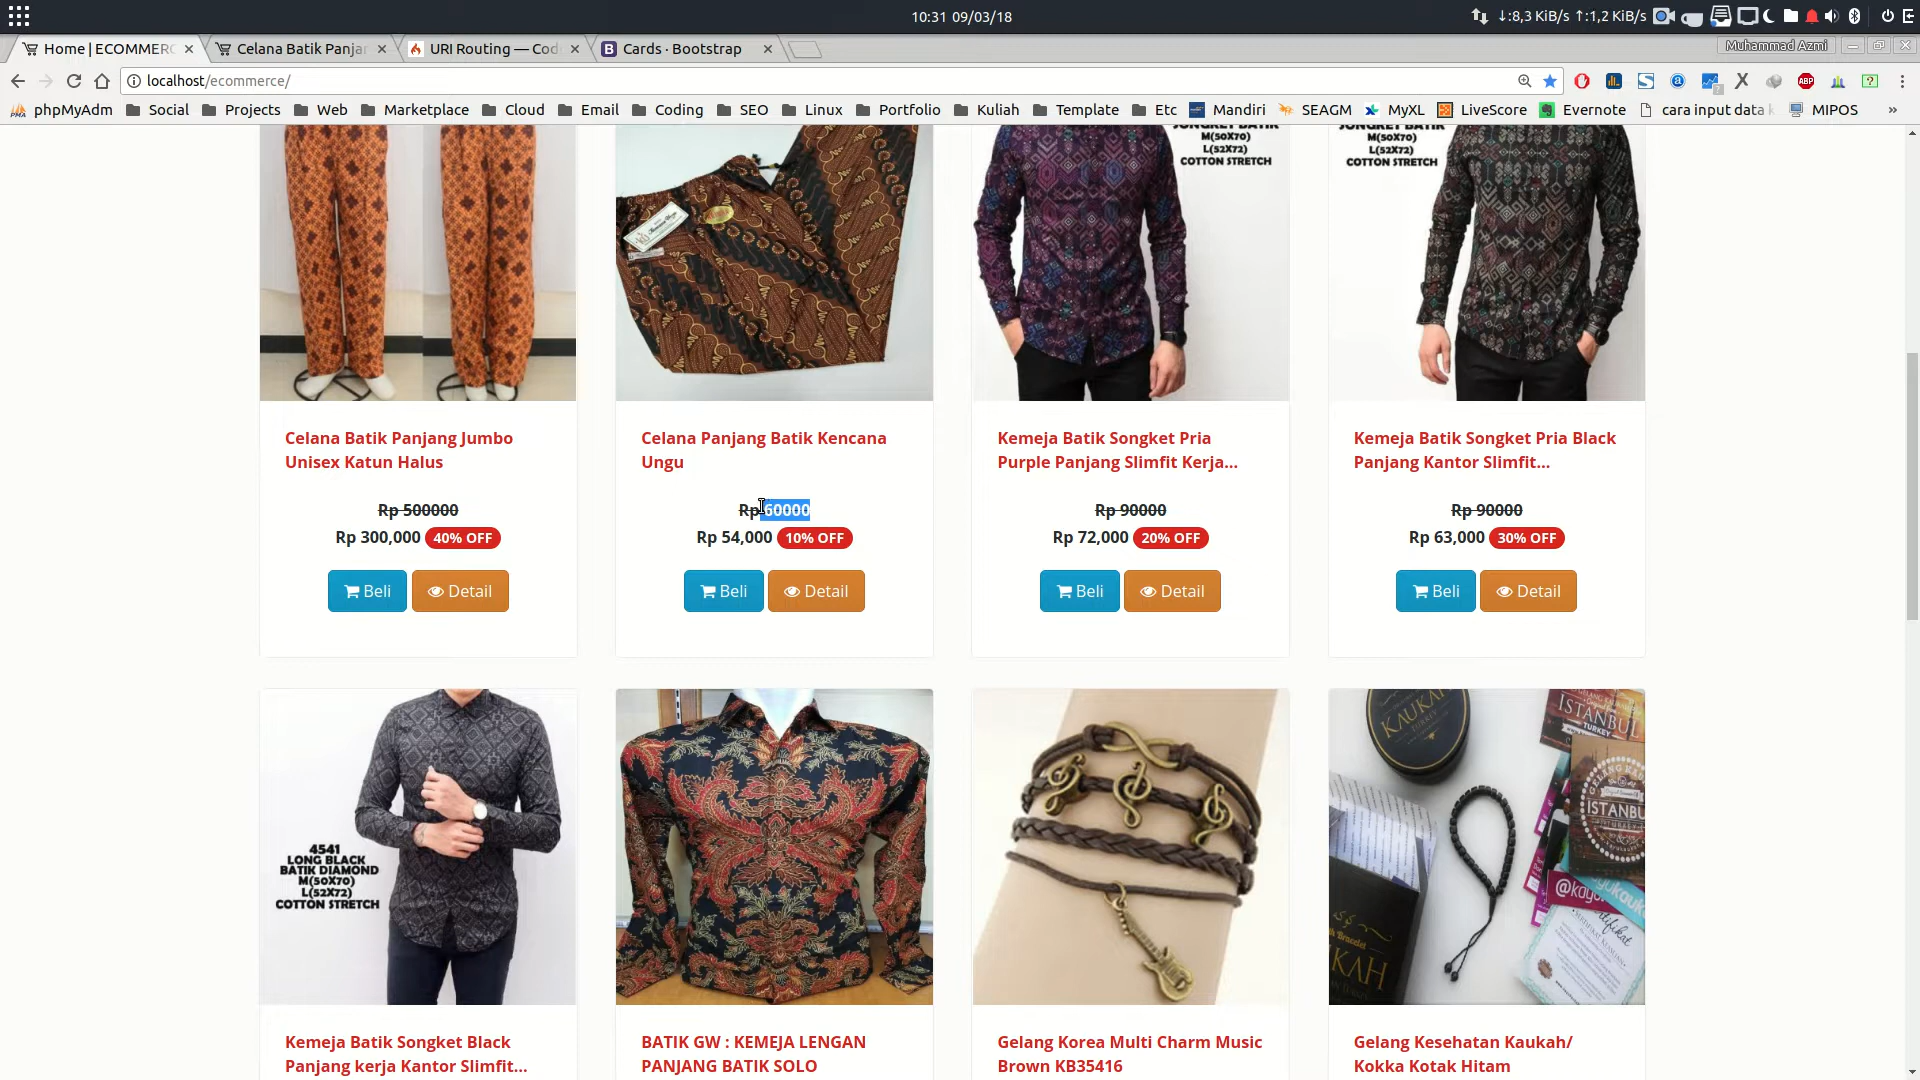 10:31 09/03/18
↓:8,3 KiB/s ↑:1,2 KiB/s
Home | ECOMMERC
Celana Batik Panjar
URI Routing — Cod
Cards · Bootstrap
Muhammad Azmi
localhost/ecommerce/
phpMyAdm Social Projects Web Marketplace Cloud Email Coding SEO Linux Portfolio Kuliah Template Etc Mandiri SEAGM MyXL LiveScore Evernote cara input data MIPOS »
M(50X70)
L(52X72)
COTTON STRETCH
M(50X70)
L(52X72)
COTTON STRETCH
Celana Batik Panjang Jumbo
Unisex Katun Halus
Rp 500000
Rp 300,000 40% OFF
Beli Detail
Celana Panjang Batik Kencana
Ungu
Rp 60000
Rp 54,000 10% OFF
Beli Detail
Kemeja Batik Songket Pria
Purple Panjang Slimfit Kerja...
Rp 90000
Rp 72,000 20% OFF
Beli Detail
Kemeja Batik Songket Pria Black
Panjang Kantor Slimfit...
Rp 90000
Rp 63,000 30% OFF
Beli Detail
4541
LONG BLACK
BATIK DIAMOND
M(50X70)
L(52X72)
COTTON STRETCH
KAUKA
ISTANBUL
ISTANBU
KAH
Kemeja Batik Songket Black
Panjang kerja Kantor Slimfit...
BATIK GW : KEMEJA LENGAN
PANJANG BATIK SOLO
Gelang Korea Multi Charm Music
Brown KB35416
Gelang Kesehatan Kaukah/
Kokka Kotak Hitam